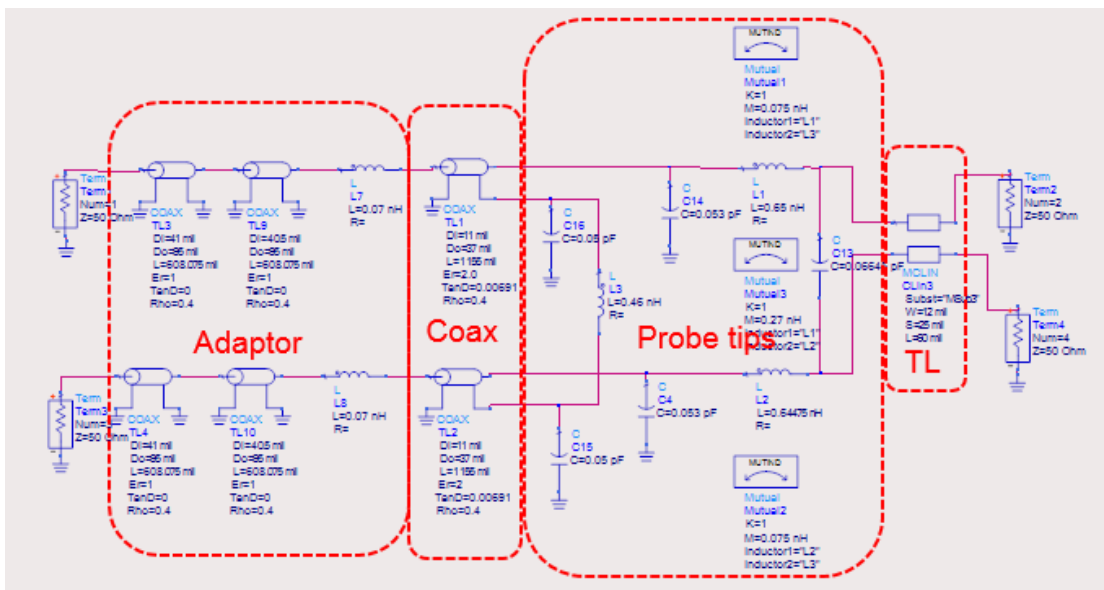 MUTIND
Mutual
Mutual1
K=1
M=0.075 nH
Inductor1="L1"
Inductor2="L3"
Term
Term
Num=1
Z=50 Ohm
COAX
TL3
Di=41 mil
Do=95 mil
L=608.075 mil
Er=1
TanD=0
Rho=0.4
COAX
TL9
Di=40.5 mil
Do=95 mil
L=608.075 mil
Er=1
TanD=0
Rho=0.4
L
L7
L=0.07 nH
R=
COAX
TL1
Di=11 mil
Do=37 mil
L=1155 mil
Er=2.0
TanD=0.00691
Rho=0.4
C
C16
C=0.05 pF
L
L3
L=0.46 nH
R=
C
C14
C=0.053 pF
L
L1
L=0.65 nH
R=
MUTIND
Mutual
Mutual3
K=1
M=0.27 nH
Inductor1="L1"
Inductor2="L2"
C
C13
pF
MCLIN
CLin3
W=12 mil
S=25 mil
L=60 mil
Term
Term2
Num=2
Z=50 Ohm
Term
Term4
Num=4
Z=50 Ohm
Adaptor
Coax
Probe tips
TL
Term
Term3
Z=50 Ohm
COAX
TL4
Di=41 mil
Do=95 mil
L=608.075 mil
Er=1
TanD=0
Rho=0.4
COAX
TL10
Di=40.5 mil
Do=95 mil
L=608.075 mil
Er=1
TanD=0
Rho=0.4
L
L8
L=0.07 nH
R=
COAX
TL2
Di=11 mil
Do=37 mil
L=1155 mil
Er=2
TanD=0.00691
Rho=0.4
C
C15
C=0.05 pF
C
C4
C=0.053 pF
L
L2
L=0.64475 nH
R=
MUTIND
Mutual
Mutual2
K=1
M=0.075 nH
Inductor1="L2"
Inductor2="L3"